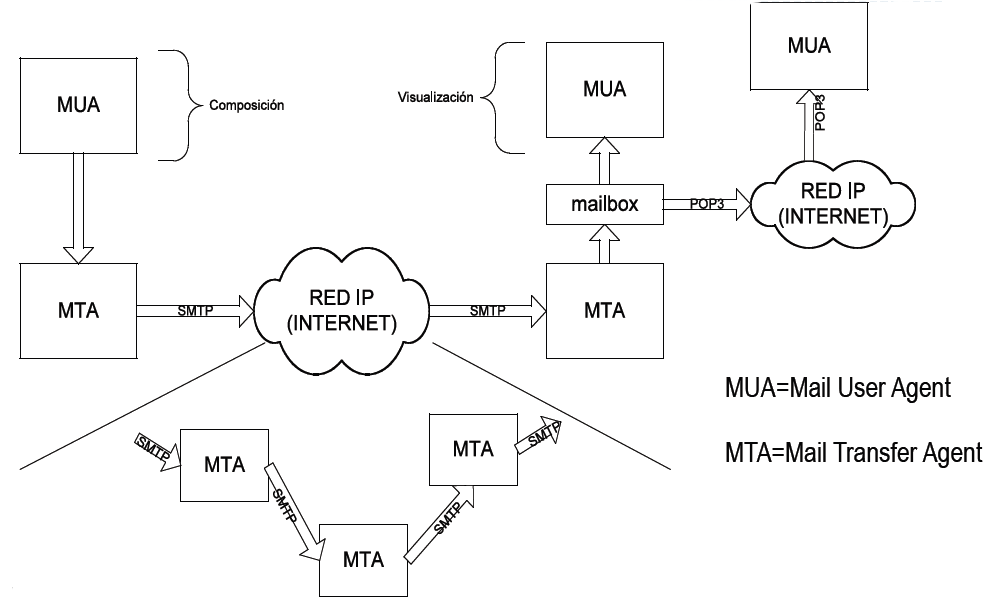 MUA
Composición
Visualización
MUA
MUA
POP3
RED IP
(INTERNET)
mailbox
POP3
MTA
SMTP
RED IP
(INTERNET)
SMTP
MTA
MUA=Mail User Agent
MTA=Mail Transfer Agent
SMTP
MTA
SMTP
MTA
SMTP
MTA
SMTP